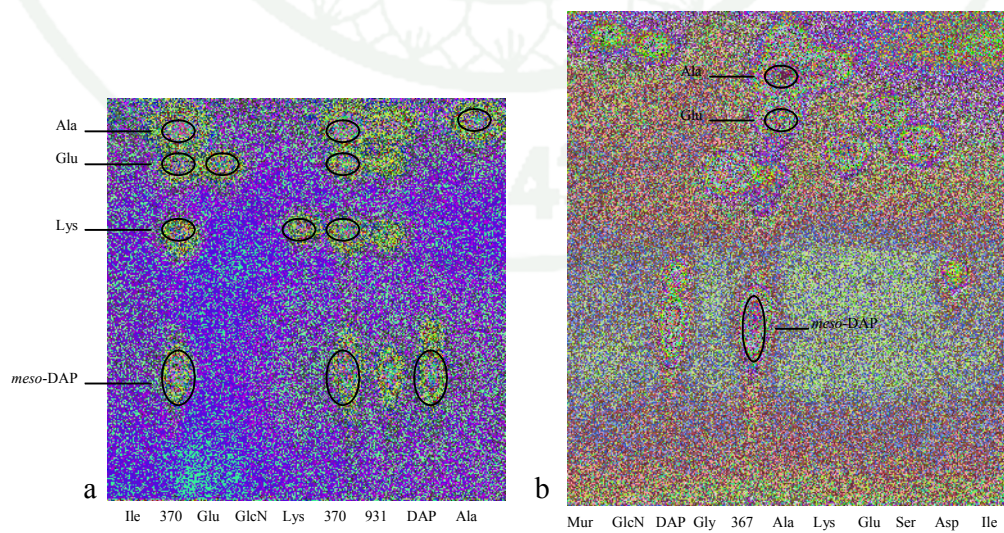 Ala
Glu
Lys
meso-DAP
a
Ile 370 Glu GlcN Lys 370 931 DAP Ala
Ala
Glu
meso-DAP
b
Mur GlcN DAP Gly 367 Ala Lys Glu Ser Asp Ile